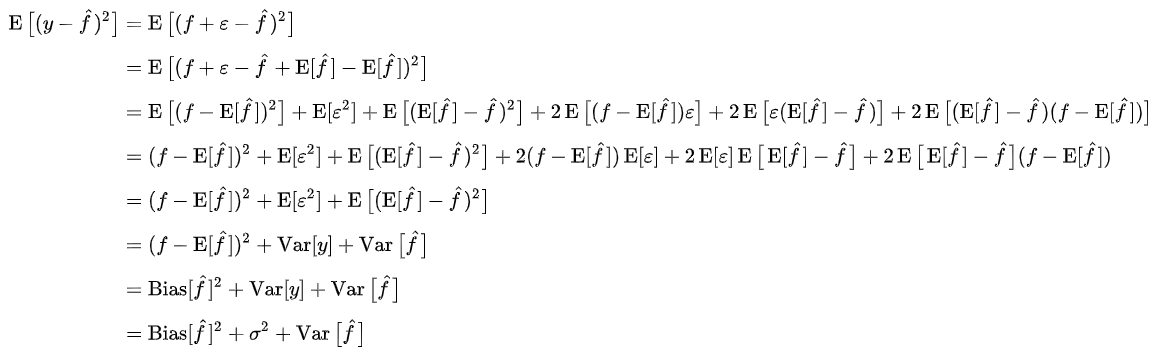 E[(y − f̂)²] = E[(f + ε − f̂)²]
= E[(f + ε − f̂ + E[f̂] − E[f̂])²]
= E[(f − E[f̂])²] + E[ε²] + E[(E[f̂] − f̂)²] + 2 E[(f − E[f̂])ε] + 2 E[ε(E[f̂] − f̂)] + 2 E[(E[f̂] − f̂)(f − E[f̂])]
= (f − E[f̂])² + E[ε²] + E[(E[f̂] − f̂)²] + 2(f − E[f̂]) E[ε] + 2 E[ε] E[E[f̂] − f̂] + 2 E[E[f̂] − f̂](f − E[f̂])
= (f − E[f̂])² + E[ε²] + E[(E[f̂] − f̂)²]
= (f − E[f̂])² + Var[y] + Var[f̂]
= Bias[f̂]² + Var[y] + Var[f̂]
= Bias[f̂]² + σ² + Var[f̂]